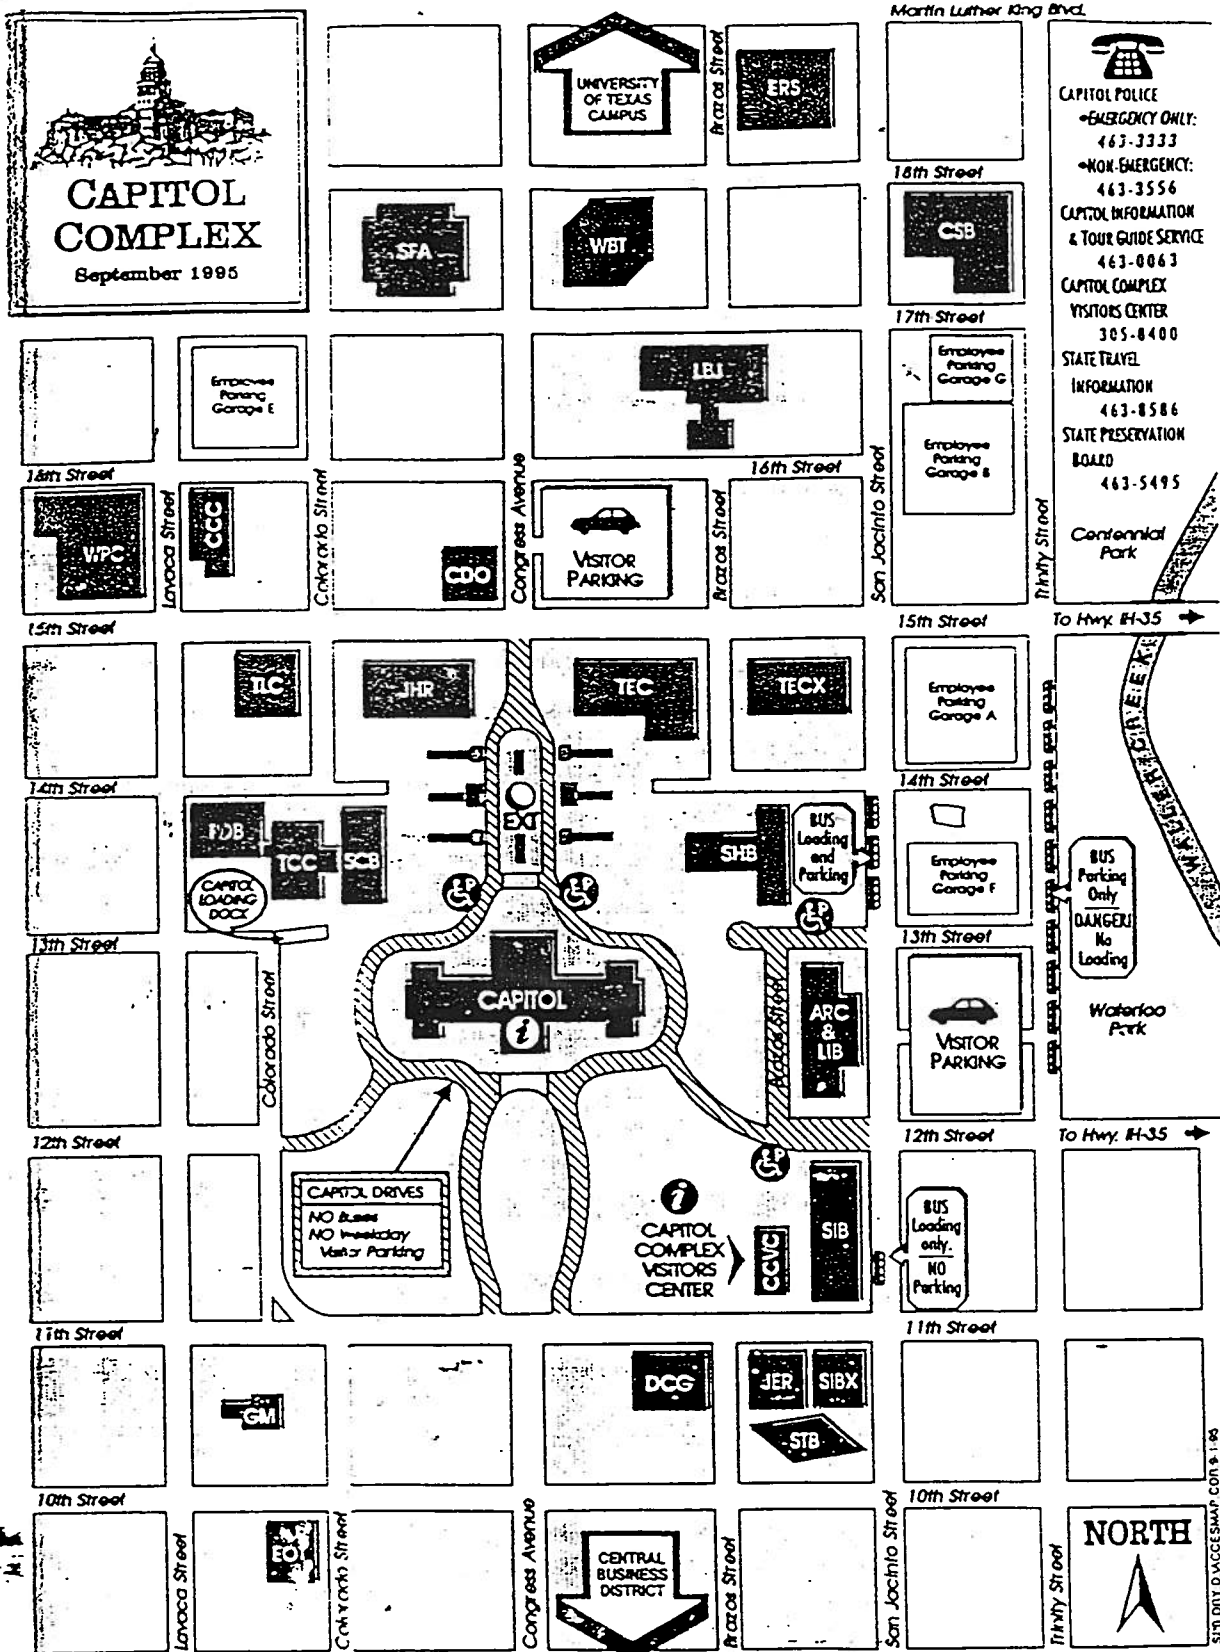 Martin Luther King Blvd.
CAPITOL
COMPLEX
September 1995
UNIVERSITY
OF TEXAS
CAMPUS
Brazos Street
ERS
CAPITOL POLICE
•EMERGENCY ONLY:
463-3333
•NON-EMERGENCY:
463-3556
CAPITOL INFORMATION
& TOUR GUIDE SERVICE
463-0063
CAPITOL COMPLEX
VISITORS CENTER
305-8400
STATE TRAVEL
INFORMATION
463-8586
STATE PRESERVATION
BOARD
463-5495
18th Street
SFA
WBT
CSB
17th Street
Employee
Parking
Garage E
LBJ
Employee
Parking
Garage G
Employee
Parking
Garage B
16th Street
16th Street
WPC
Lavaca Street
CCC
Colorado Street
CDO
Congress Avenue
VISITOR
PARKING
Brazos Street
San Jacinto Street
Trinity Street
Centennial
Park
15th Street
15th Street
To Hwy. IH-35
TLC
JHR
TEC
TECX
Employee
Parking
Garage A
WALLER CREEK
14th Street
14th Street
EXT
TCC
SCB
CAPITOL
LOADING
DOCK
SHB
BUS
Loading
and
Parking
Employee
Parking
Garage F
BUS
Parking
Only
DANGER!
No
Loading
13th Street
13th Street
Colorado Street
CAPITOL
i
Brazos Street
ARC
&
LIB
VISITOR
PARKING
Waterloo
Park
12th Street
12th Street
To Hwy. IH-35
CAPITOL DRIVES
NO Buses
NO Weekday
Visitor Parking
i
CAPITOL
COMPLEX
VISITORS
CENTER
CCVC
SIB
BUS
Loading
only.
NO
Parking
11th Street
11th Street
GM
DCG
JER
SIBX
STB
10th Street
10th Street
Lavaca Street
Colorado Street
Congress Avenue
CENTRAL
BUSINESS
DISTRICT
Brazos Street
San Jacinto Street
Trinity Street
NORTH